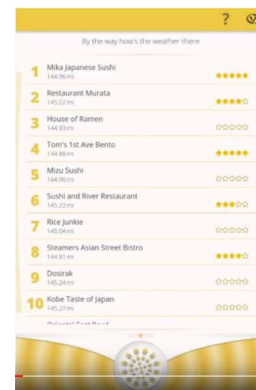 ?
By the way how's the weather there
1 Mika Japanese Sushi
144.96 mi
2 Restaurant Murata
145.02 mi
3 House of Ramen
144.93 mi
4 Tom's 1st Ave Bento
144.88 mi
5 Mizu Sushi
144.90 mi
6 Sushi and River Restaurant
145.22 mi
7 Rice Junkie
145.04 mi
8 Steamers Asian Street Bistro
144.81 mi
9 Dosirak
145.24 mi
10 Kobe Taste of Japan
145.27 mi